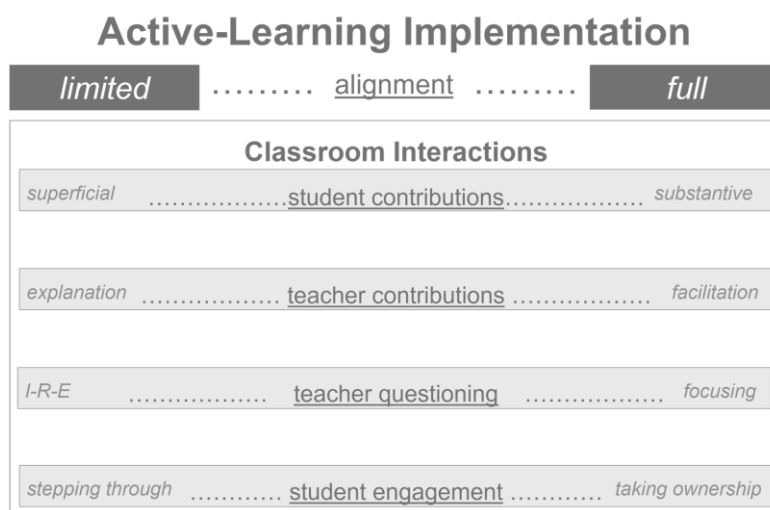 Active-Learning Implementation
limited ......... alignment ......... full
Classroom Interactions
superficial .................. student contributions .................. substantive
explanation .................. teacher contributions .................. facilitation
I-R-E .................. teacher questioning .................. focusing
stepping through ............ student engagement ............ taking ownership